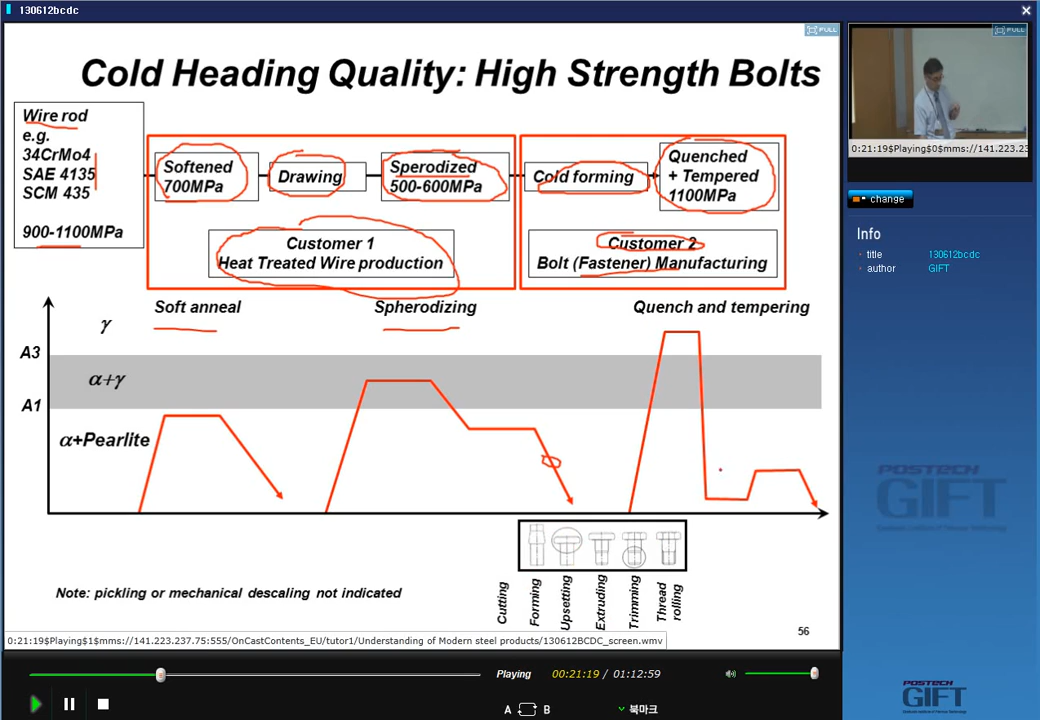 130612bcdc
FULL
Cold Heading Quality: High Strength Bolts
Wire rod
e.g.
34CrMo4
SAE 4135
SCM 435
900-1100MPa
Softened
700MPa
Drawing
Sperodized
500-600MPa
Cold forming
Quenched
+ Tempered
1100MPa
Customer 1
Heat Treated Wire production
Customer 2
Bolt (Fastener) Manufacturing
Soft anneal
Spherodizing
Quench and tempering
γ
A3
α+γ
A1
α+Pearlite
Cutting
Forming
Upsetting
Extruding
Trimming
Thread
rolling
Note: pickling or mechanical descaling not indicated
56
0:21:19$Playing$1$mms://141.223.237.75:555/OnCastContents_EU/tutor1/Understanding of Modern steel products/130612BCDC_screen.wmv
Playing
00:21:19 / 01:12:59
A B
북마크
FULL
0:21:19$Playing$0$mms://141.223.23
change
Info
title 130612bcdc
author GIFT
POSTECH
GIFT
POSTECH
GIFT